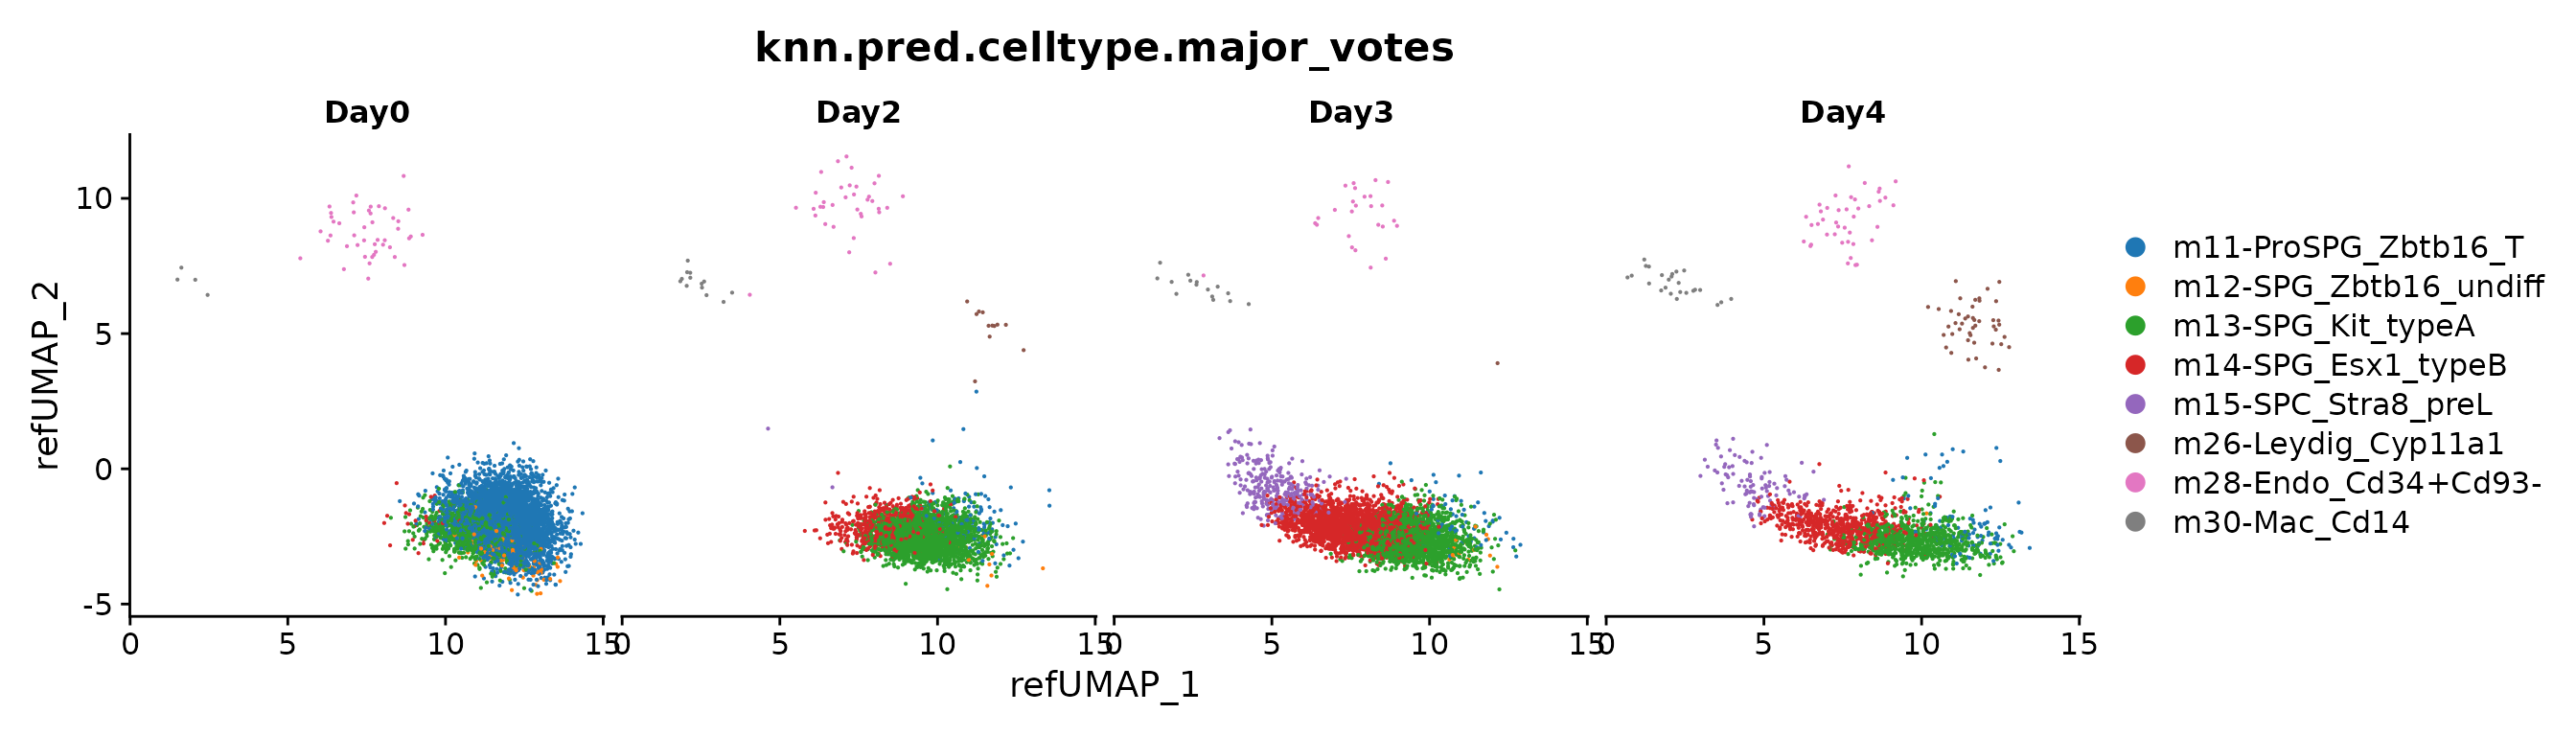 knn.pred.celltype.major_votes
Day0 Day2 Day3 Day4
refUMAP_2
10
5
0
-5
0 5 10 15 0 5 10 15 0 5 10 15 0 5 10 15
refUMAP_1
m11-ProSPG_Zbtb16_T
m12-SPG_Zbtb16_undiff
m13-SPG_Kit_typeA
m14-SPG_Esx1_typeB
m15-SPC_Stra8_preL
m26-Leydig_Cyp11a1
m28-Endo_Cd34+Cd93-
m30-Mac_Cd14